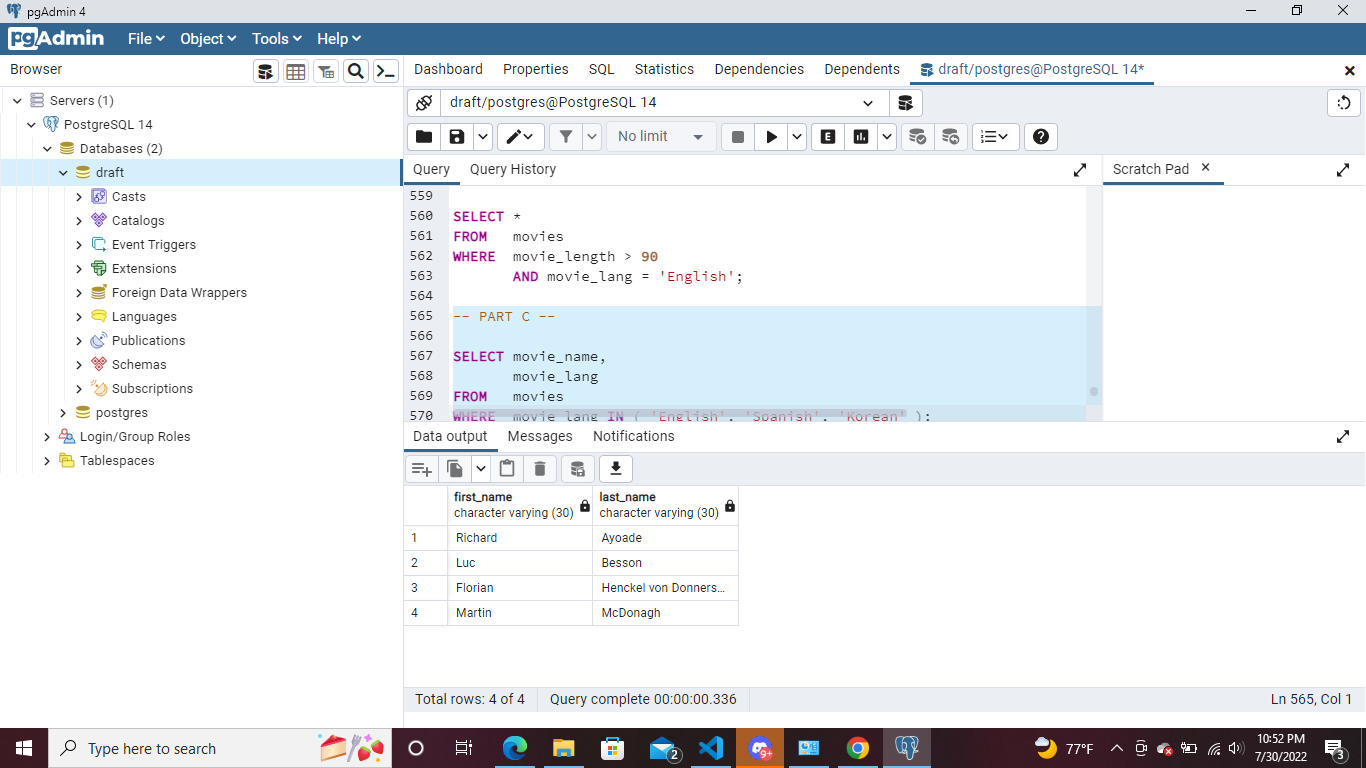 pgAdmin 4
pgAdmin File Object Tools Help
Browser
Dashboard Properties SQL Statistics Dependencies Dependents draft/postgres@PostgreSQL 14*
Servers (1)
PostgreSQL 14
Databases (2)
draft
Casts
Catalogs
Event Triggers
Extensions
Foreign Data Wrappers
Languages
Publications
Schemas
Subscriptions
postgres
Login/Group Roles
Tablespaces
draft/postgres@PostgreSQL 14
No limit
E
Query Query History
Scratch Pad
559
560 SELECT *
561 FROM movies
562 WHERE movie_length > 90
563 AND movie_lang = 'English';
564
565 -- PART C --
566
567 SELECT movie_name,
568 movie_lang
569 FROM movies
570 WHERE movie_lang IN ( 'English', 'Spanish', 'Korean' );
Data output Messages Notifications
first_name last_name
character varying (30) character varying (30)
1 Richard Ayoade
2 Luc Besson
3 Florian Henckel von Donners...
4 Martin McDonagh
Total rows: 4 of 4 Query complete 00:00:00.336 Ln 565, Col 1
Type here to search
2
9+
77°F
10:52 PM
7/30/2022
3